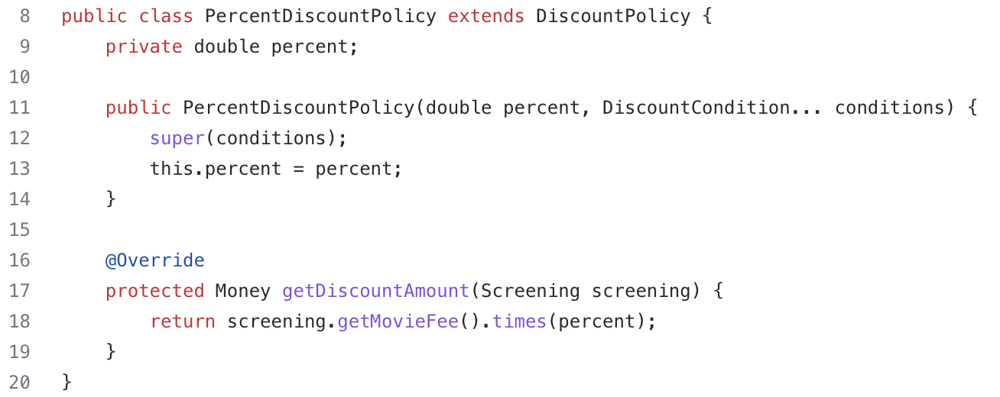 8 public class PercentDiscountPolicy extends DiscountPolicy {
9     private double percent;
10
11     public PercentDiscountPolicy(double percent, DiscountCondition... conditions) {
12         super(conditions);
13         this.percent = percent;
14     }
15
16     @Override
17     protected Money getDiscountAmount(Screening screening) {
18         return screening.getMovieFee().times(percent);
19     }
20 }